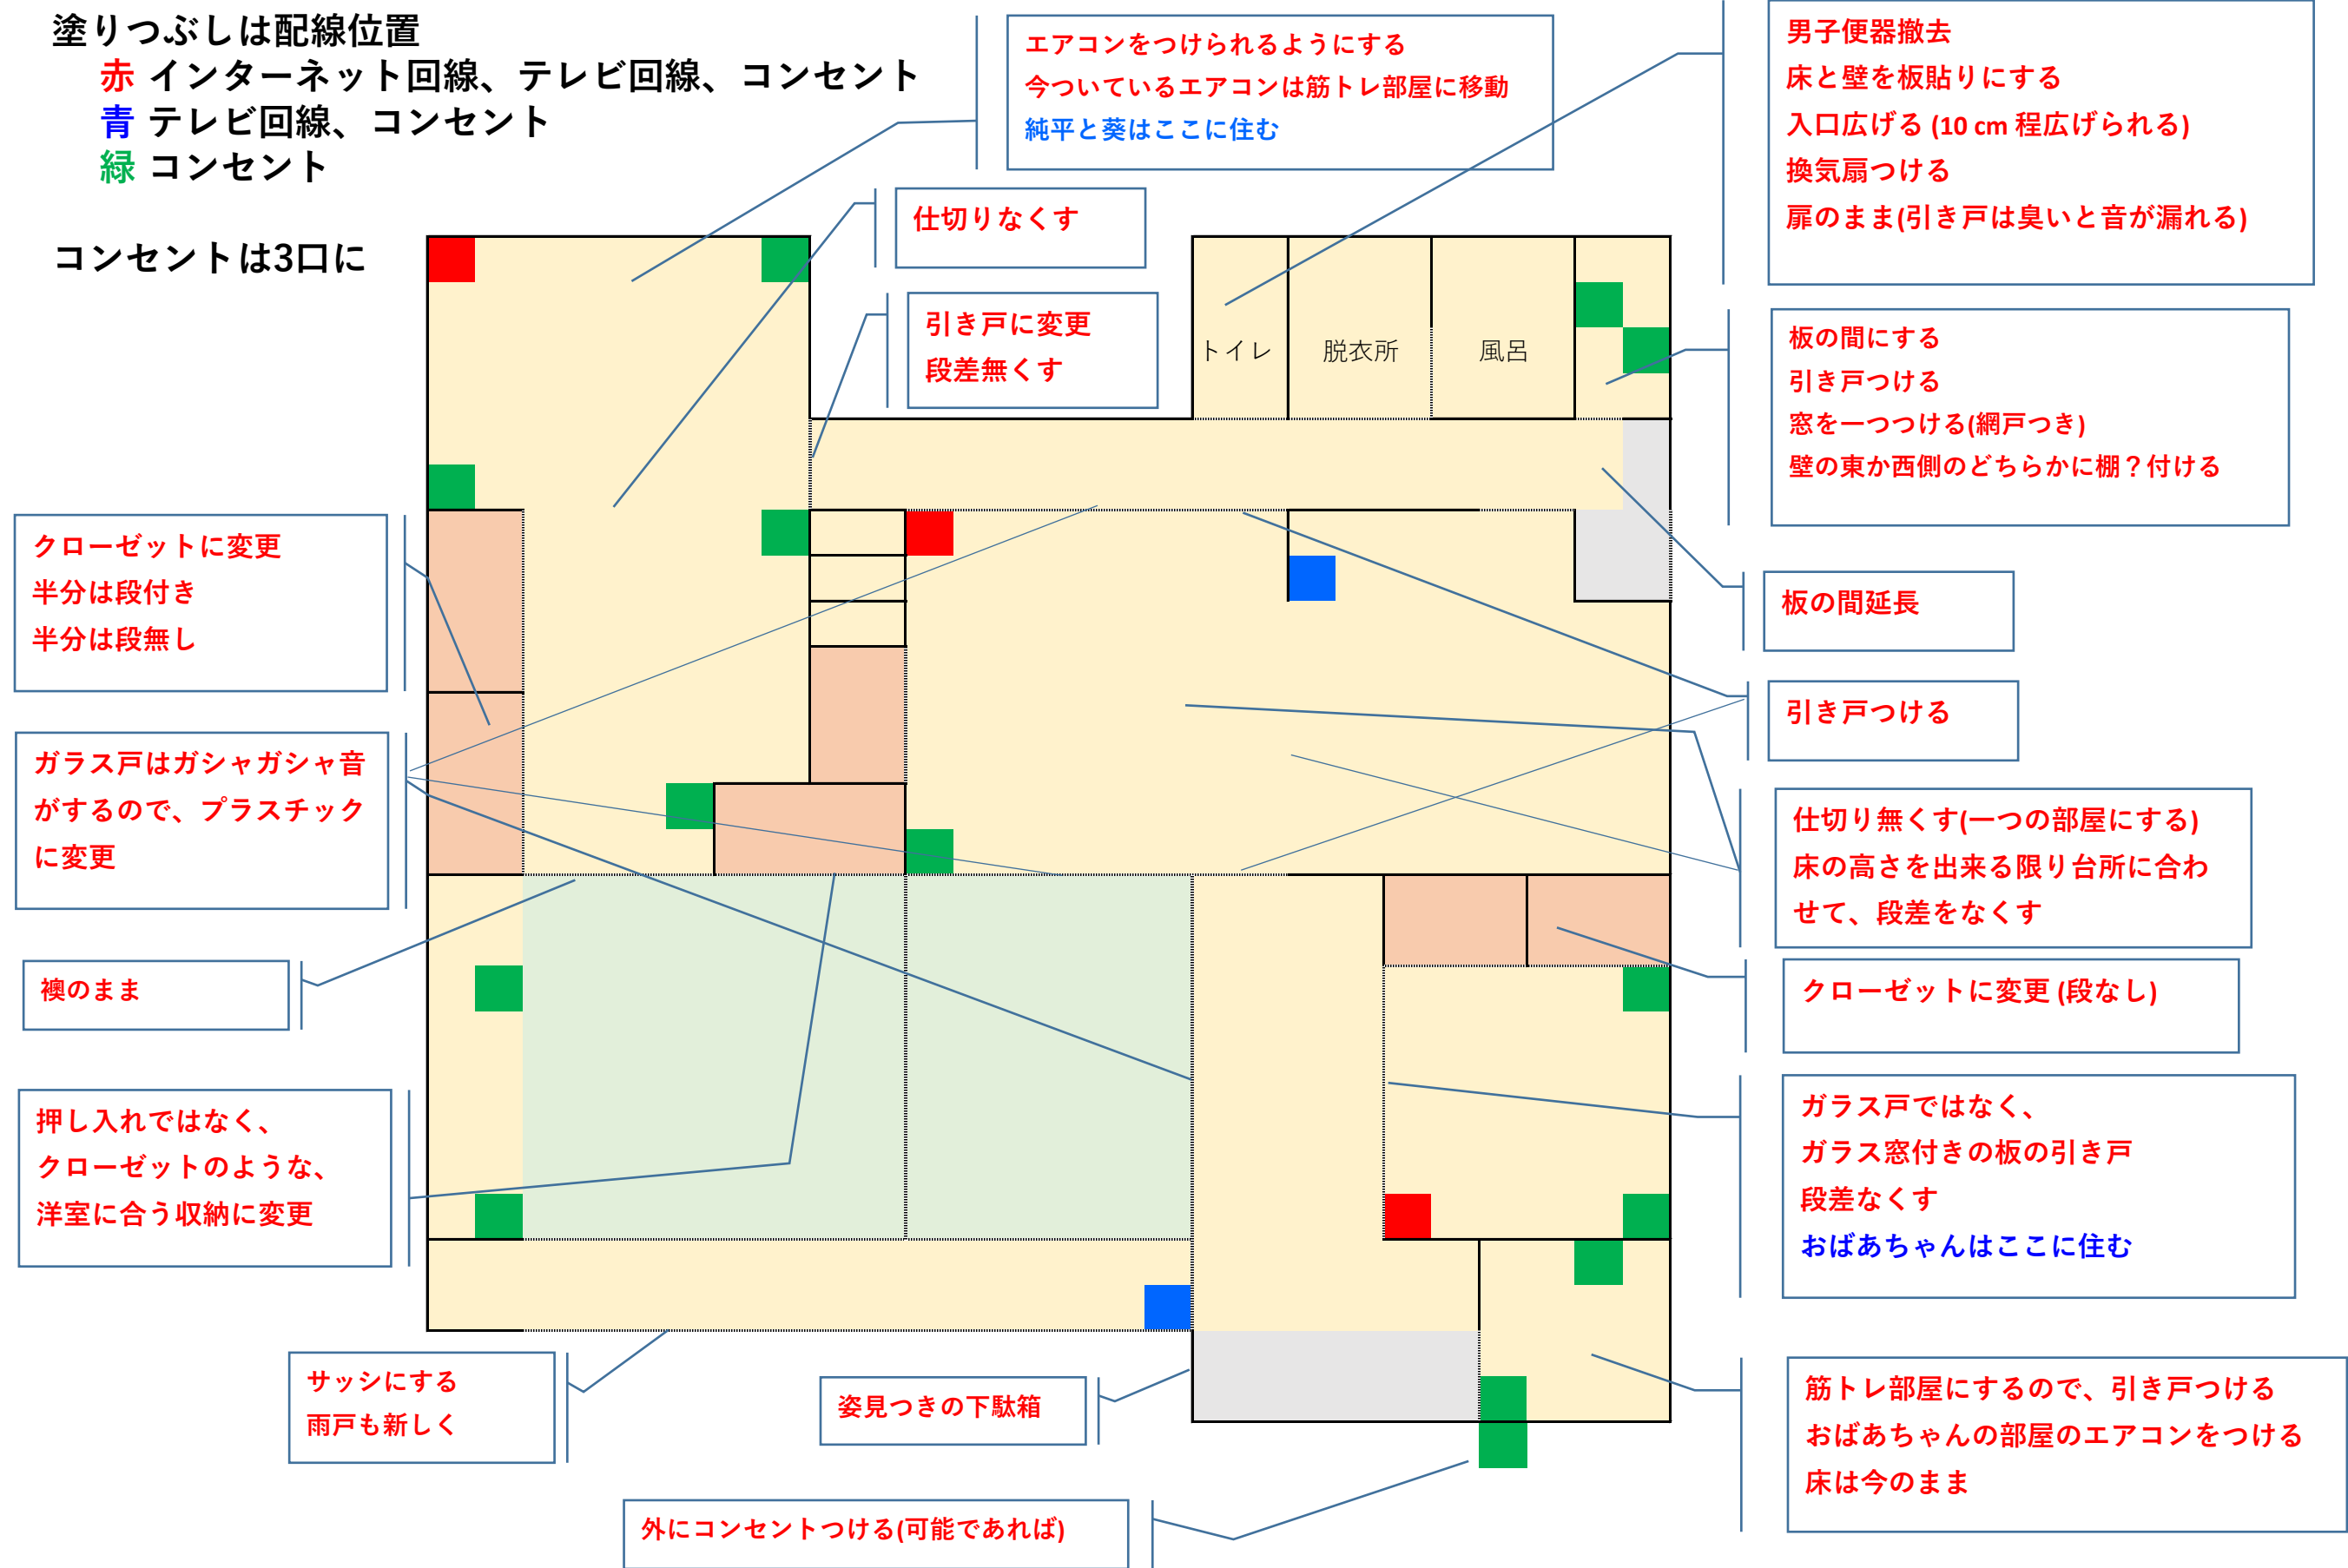 塗りつぶしは配線位置
赤 インターネット回線、テレビ回線、コンセント
青 テレビ回線、コンセント
緑 コンセント
コンセントは3口に
エアコンをつけられるようにする
今ついているエアコンは筋トレ部屋に移動
純平と葵はここに住む
男子便器撤去
床と壁を板貼りにする
入口広げる (10 cm 程広げられる)
換気扇つける
扉のまま(引き戸は臭いと音が漏れる)
仕切りなくす
引き戸に変更
段差無くす
トイレ
脱衣所
風呂
板の間にする
引き戸つける
窓を一つつける(網戸つき)
壁の東か西側のどちらかに棚？付ける
クローゼットに変更
半分は段付き
半分は段無し
板の間延長
引き戸つける
ガラス戸はガシャガシャ音
がするので、プラスチック
に変更
仕切り無くす(一つの部屋にする)
床の高さを出来る限り台所に合わ
せて、段差をなくす
襖のまま
クローゼットに変更 (段なし)
押し入れではなく、
クローゼットのような、
洋室に合う収納に変更
ガラス戸ではなく、
ガラス窓付きの板の引き戸
段差なくす
おばあちゃんはここに住む
サッシにする
雨戸も新しく
姿見つきの下駄箱
筋トレ部屋にするので、引き戸つける
おばあちゃんの部屋のエアコンをつける
床は今のまま
外にコンセントつける(可能であれば)